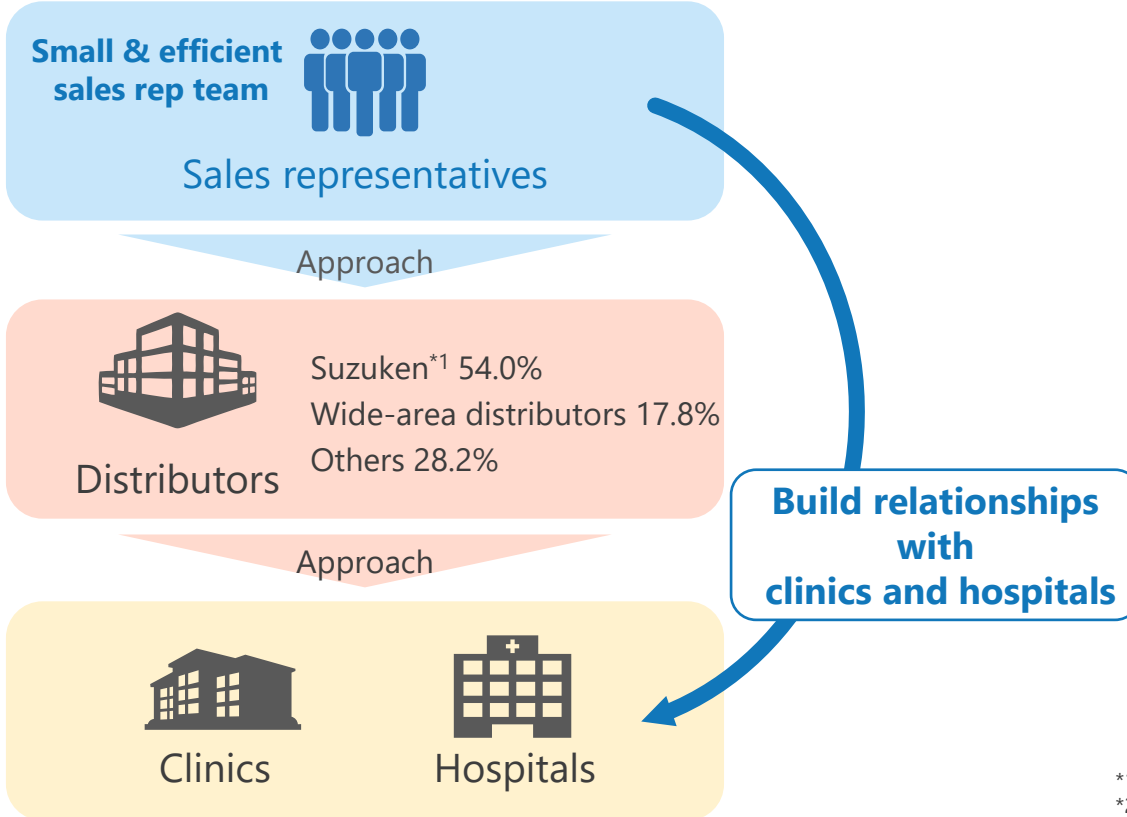 Small & efficient
sales rep team
Sales representatives
Approach
Distributors
Suzuken*1 54.0%
Wide-area distributors 17.8%
Others 28.2%
Build relationships
with
clinics and hospitals
Approach
Clinics
Hospitals